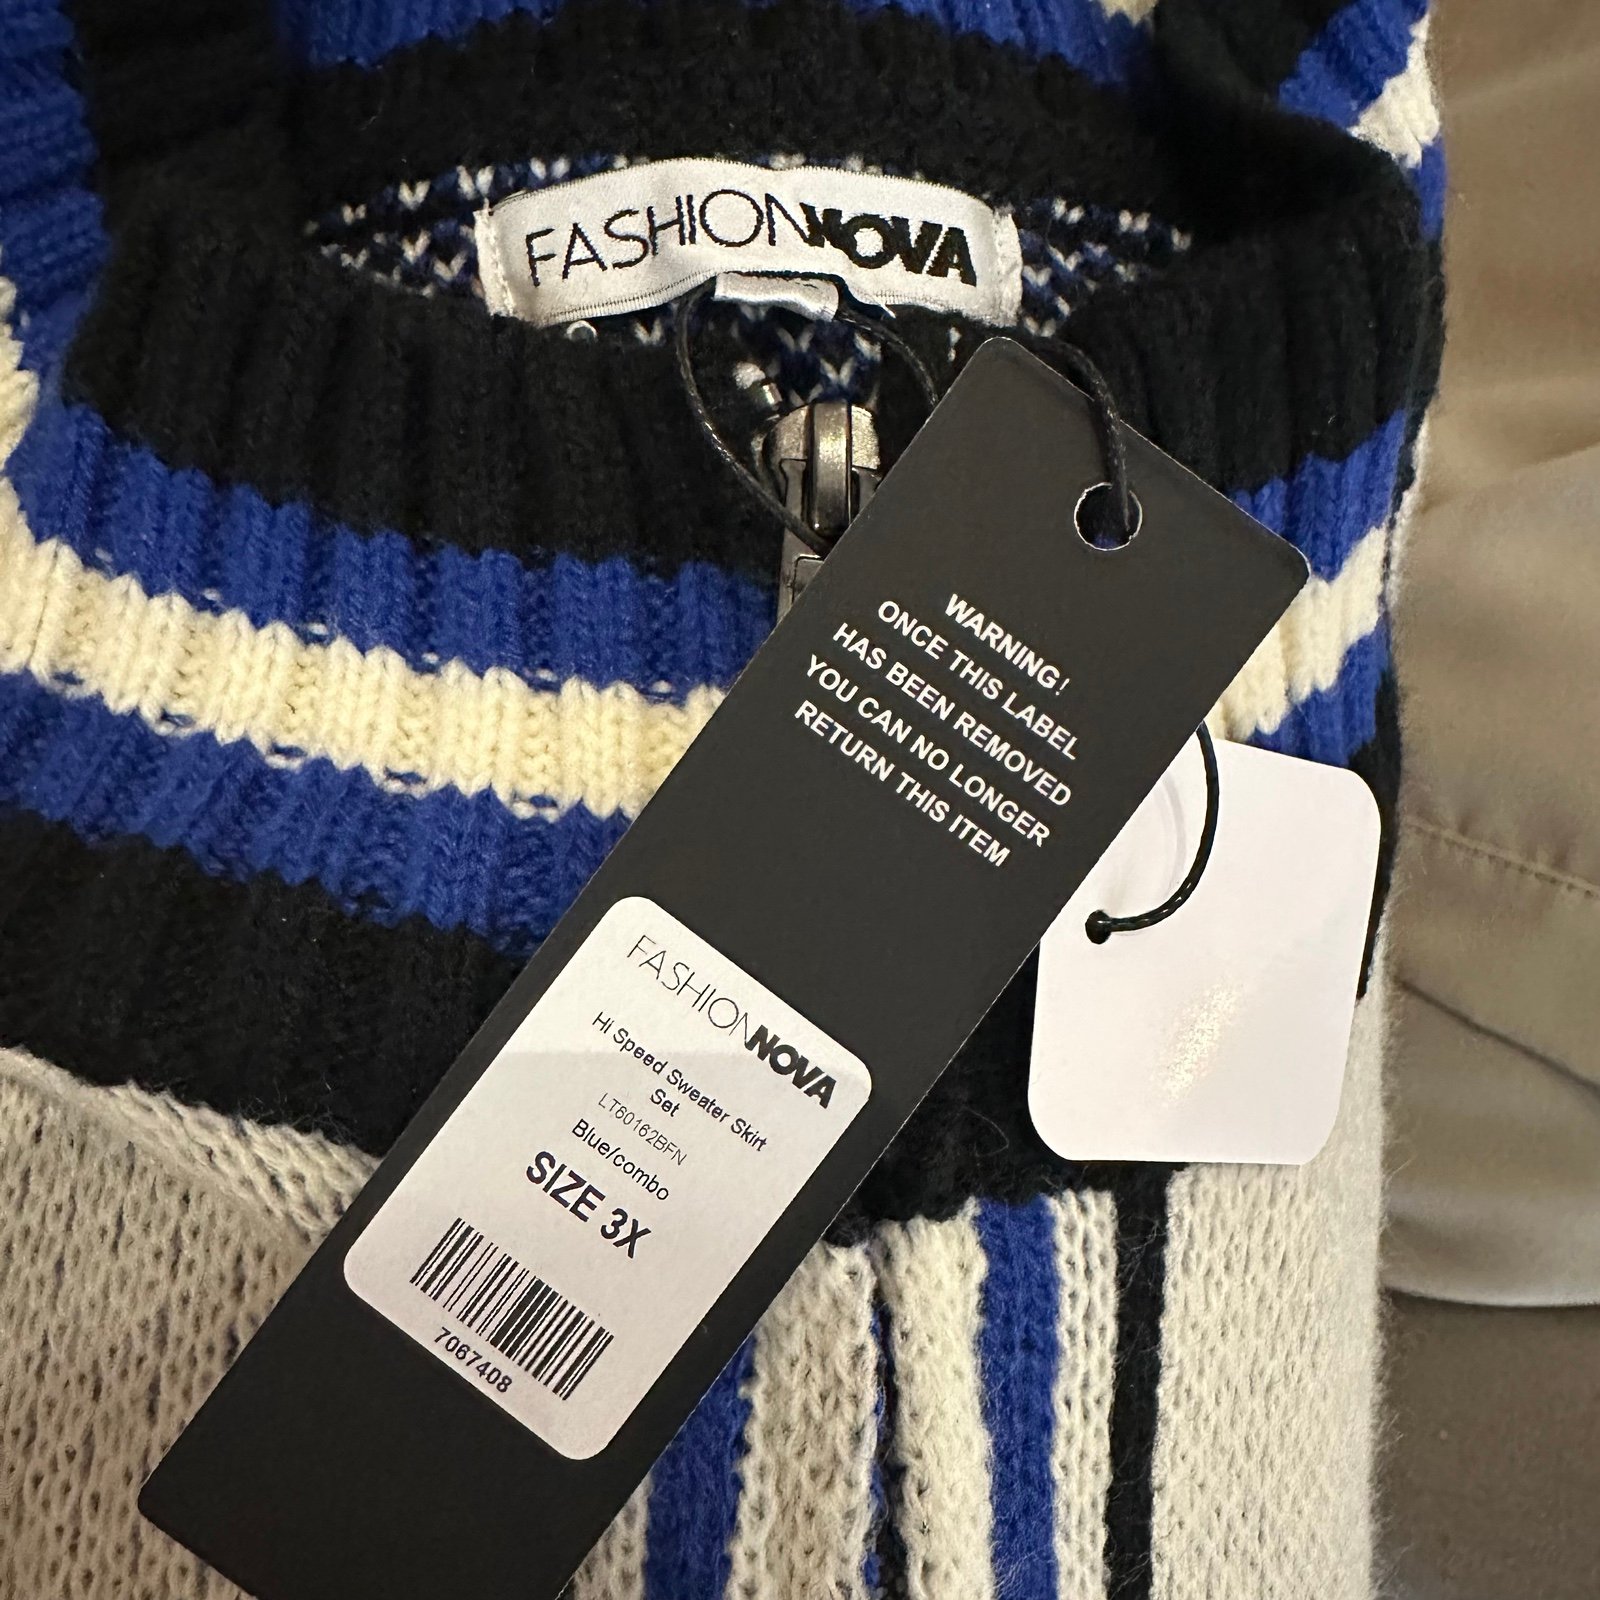 FASHIONNOVA
WARNING!
ONCE THIS LABEL
HAS BEEN REMOVED
YOU CAN NO LONGER
RETURN THIS ITEM
FASHIONNOVA
Hi Speed Sweater Skirt
Set
LT60162BFN
Blue/combo
SIZE 3X
7067408